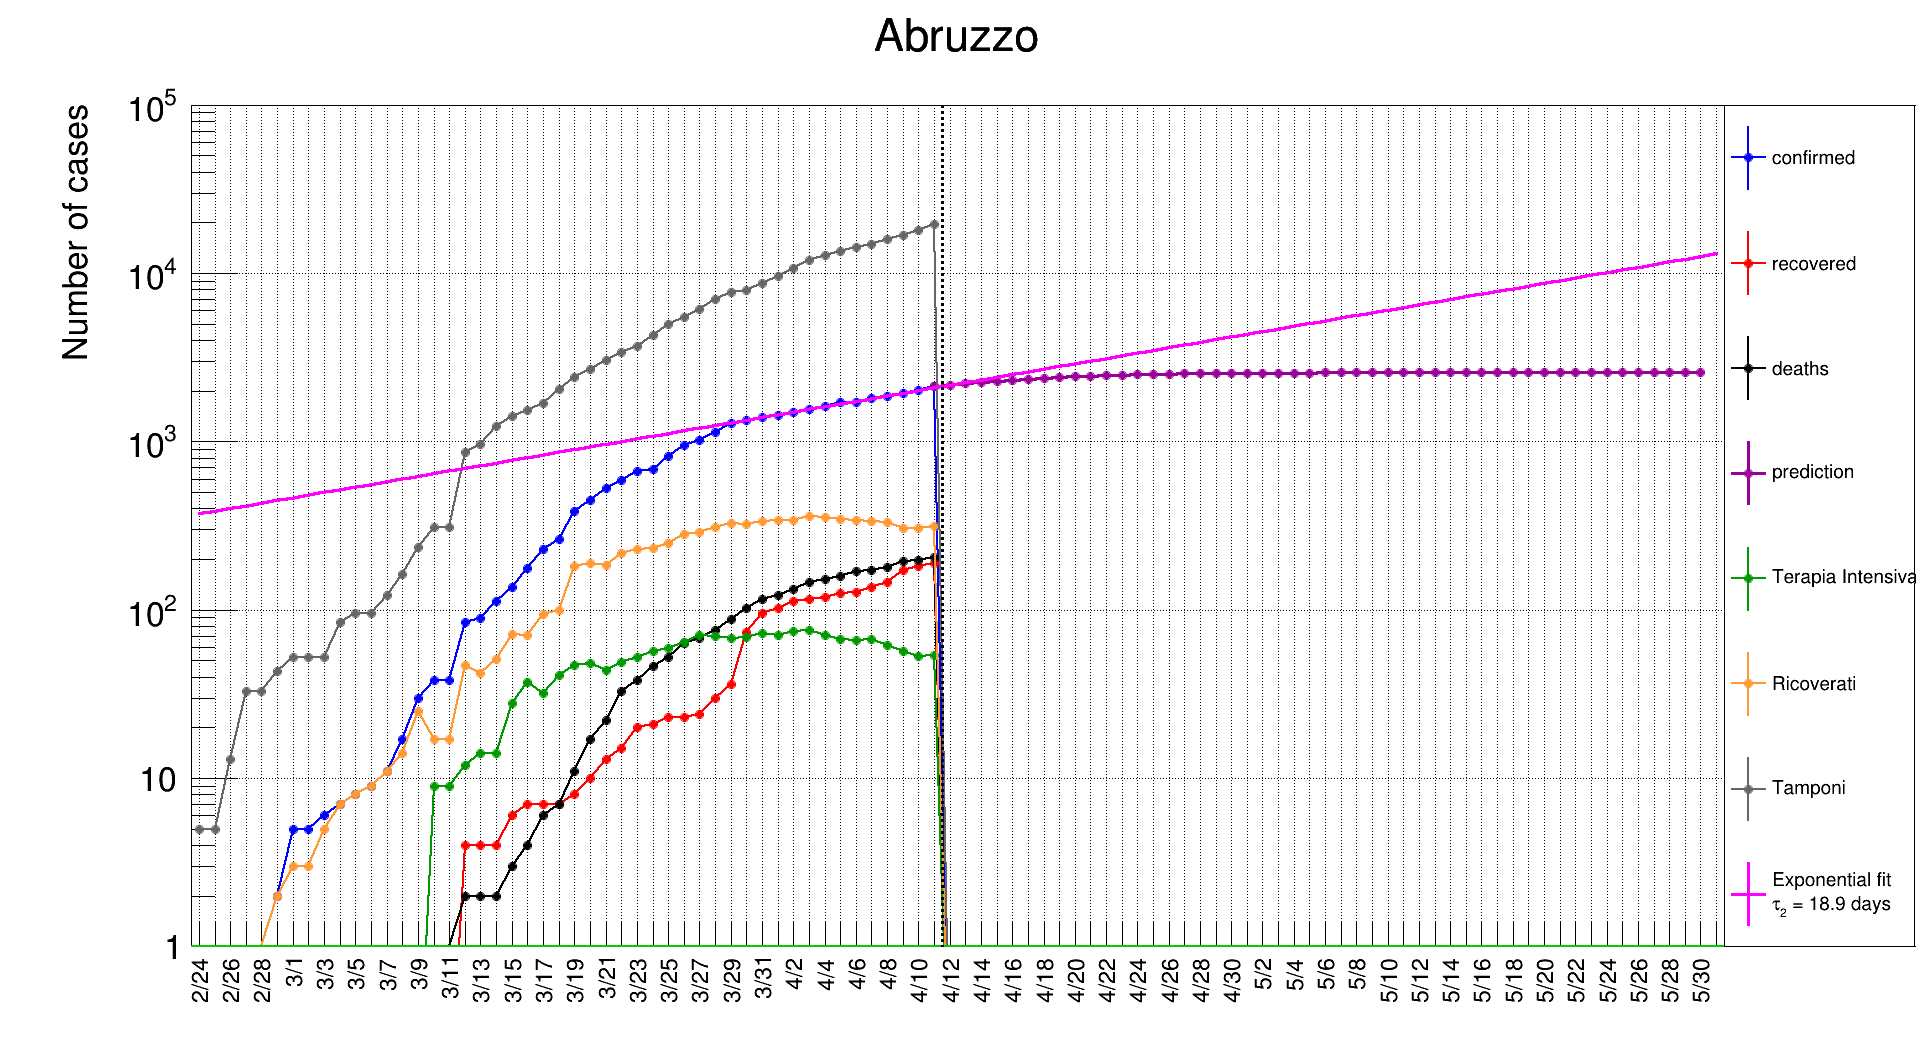 Abruzzo
Number of cases
10^5
10^4
10^3
10^2
10
1
2/24 2/26 2/28 3/1 3/3 3/5 3/7 3/9 3/11 3/13 3/15 3/17 3/19 3/21 3/23 3/25 3/27 3/29 3/31 4/2 4/4 4/6 4/8 4/10 4/12 4/14 4/16 4/18 4/20 4/22 4/24 4/26 4/28 4/30 5/2 5/4 5/6 5/8 5/10 5/12 5/14 5/16 5/18 5/20 5/22 5/24 5/26 5/28 5/30
confirmed
recovered
deaths
prediction
Terapia Intensiva
Ricoverati
Tamponi
Exponential fit
τ₂ = 18.9 days